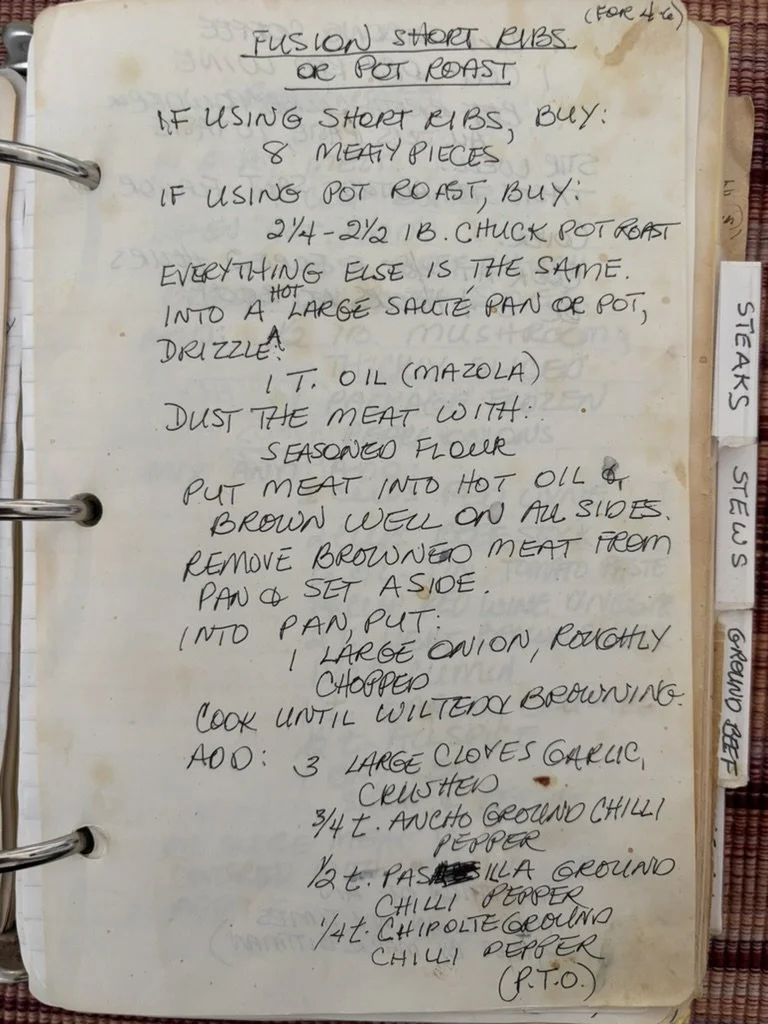 (FOR 4-6)
FUSION SHORT RIBS
OR POT ROAST
IF USING SHORT RIBS, BUY:
8 MEATY PIECES
IF USING POT ROAST, BUY:
2 1/4 - 2 1/2 lB. CHUCK POT ROAST
EVERYTHING ELSE IS THE SAME.
INTO A HOT LARGE SAUTÉ PAN OR POT,
DRIZZLE:
1 T. OIL (MAZOLA)
DUST THE MEAT WITH:
SEASONED FLOUR
PUT MEAT INTO HOT OIL &
BROWN WELL ON ALL SIDES.
REMOVE BROWNED MEAT FROM
PAN & SET ASIDE.
INTO PAN, PUT:
1 LARGE ONION, ROUGHLY
CHOPPED
COOK UNTIL WILTED & BROWNING.
ADD: 3 LARGE CLOVES GARLIC,
CRUSHED
3/4 t. ANCHO GROUND CHILLI
PEPPER
1/2 t. PASILLA GROUND
CHILLI PEPPER
1/4 t. CHIPOLTE GROUND
CHILLI PEPPER
(P.T.O.)
STEAKS
STEWS
GROUND BEEF